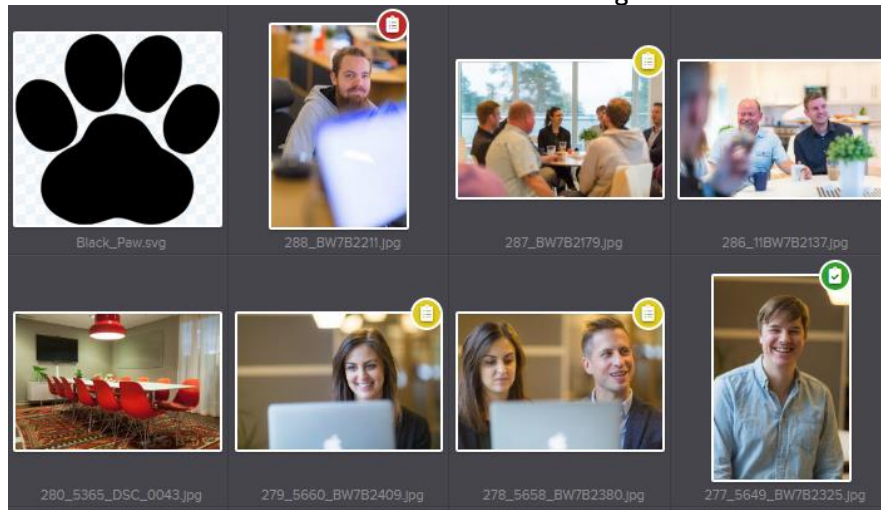 Black_Paw.svg
288_BW7B2211.jpg
287_BW7B2179.jpg
286_11BW7B2137.jpg
280_5365_DSC_0043.jpg
279_5660_BW7B2409.jpg
278_5658_BW7B2380.jpg
277_5649_BW7B2325.jpg